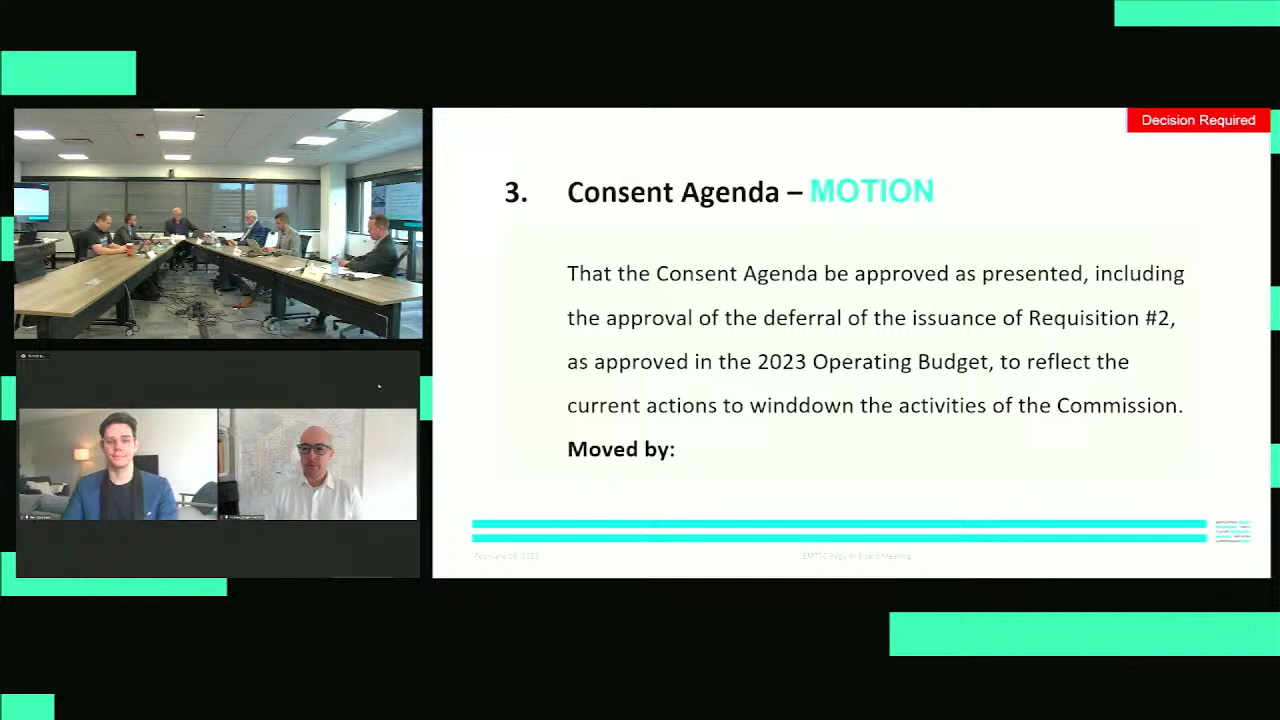 Decision Required
3. Consent Agenda – MOTION
That the Consent Agenda be approved as presented, including
the approval of the deferral of the issuance of Requisition #2,
as approved in the 2023 Operating Budget, to reflect the
current actions to winddown the activities of the Commission.
Moved by:
Board Meeting